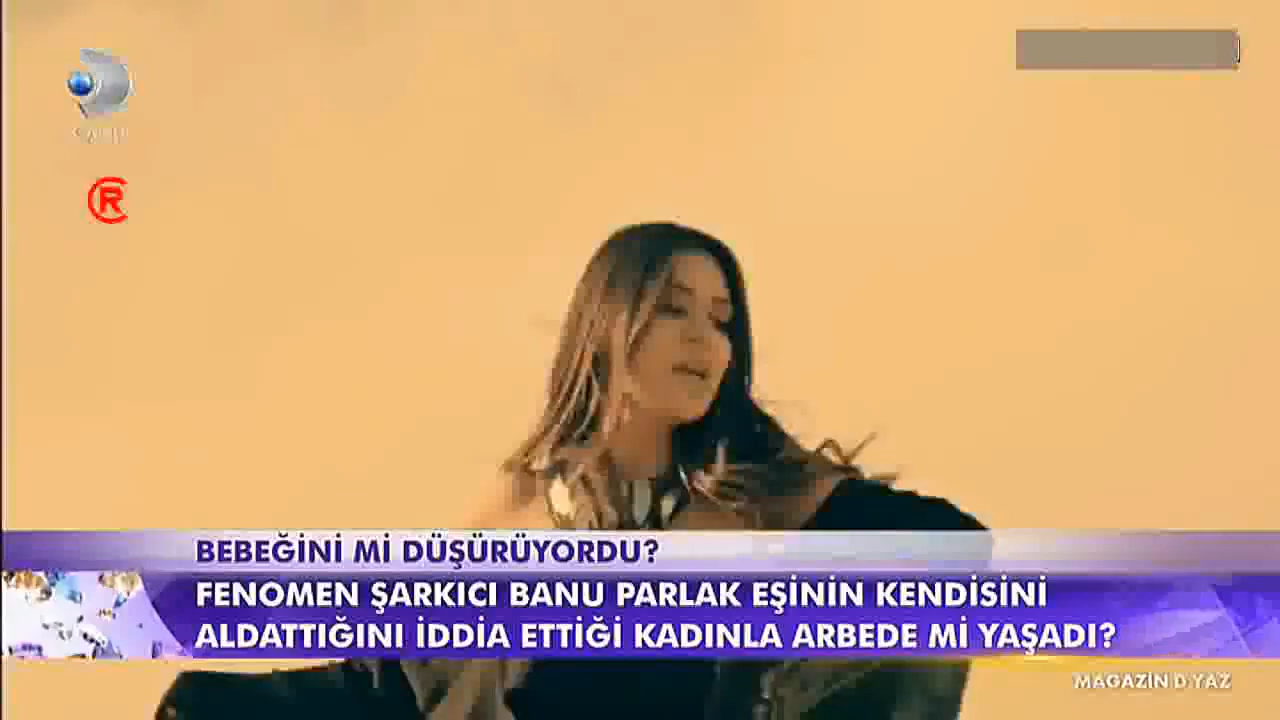 R
BEBEĞİNİ Mİ DÜŞÜRÜYORDU?
FENOMEN ŞARKICI BANU PARLAK EŞİNİN KENDİSİNİ
ALDATTIĞINI İDDİA ETTİĞİ KADINLA ARBEDE Mİ YAŞADI?
MAGAZİN D YAZ